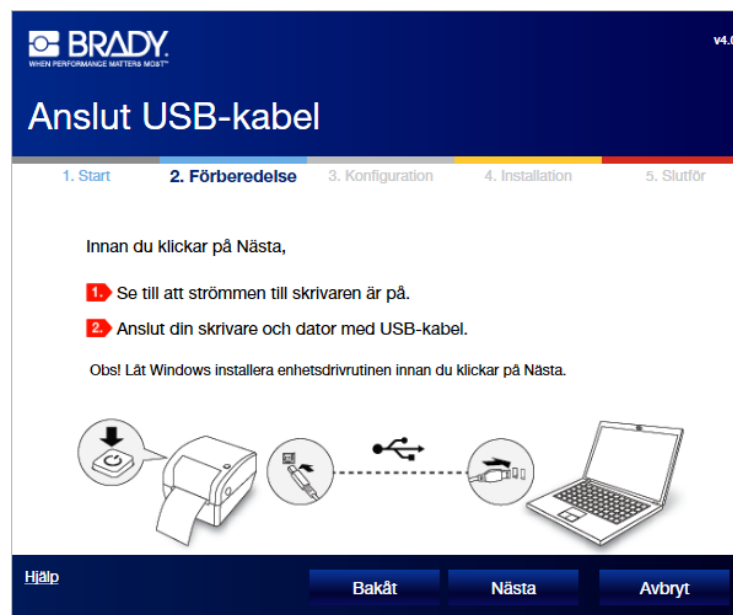 BRADY.
WHEN PERFORMANCE MATTERS MOST™
v4.0
Anslut USB-kabel
1. Start 2. Förberedelse 3. Konfiguration 4. Installation 5. Slutför
Innan du klickar på Nästa,
1. Se till att strömmen till skrivaren är på.
2. Anslut din skrivare och dator med USB-kabel.
Obs! Låt Windows installera enhetsdrivrutinen innan du klickar på Nästa.
Hjälp Bakåt Nästa Avbryt